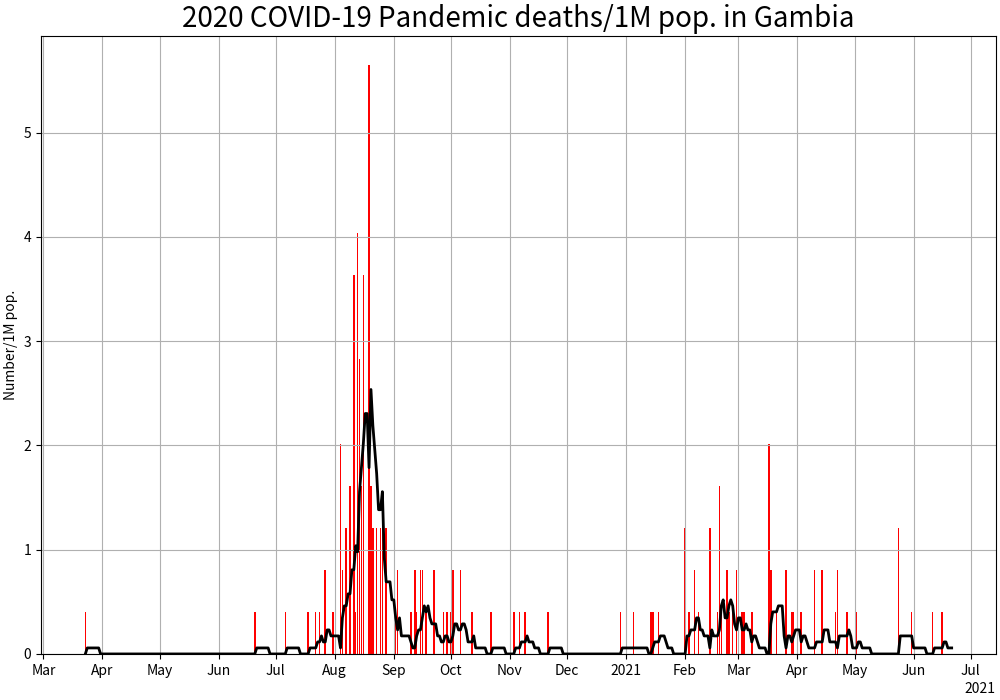 2020 COVID-19 Pandemic deaths/1M pop. in Gambia
Number/1M pop.
5
4
3
2
1
0
Mar Apr May Jun Jul Aug Sep Oct Nov Dec 2021 Feb Mar Apr May Jun Jul
2021